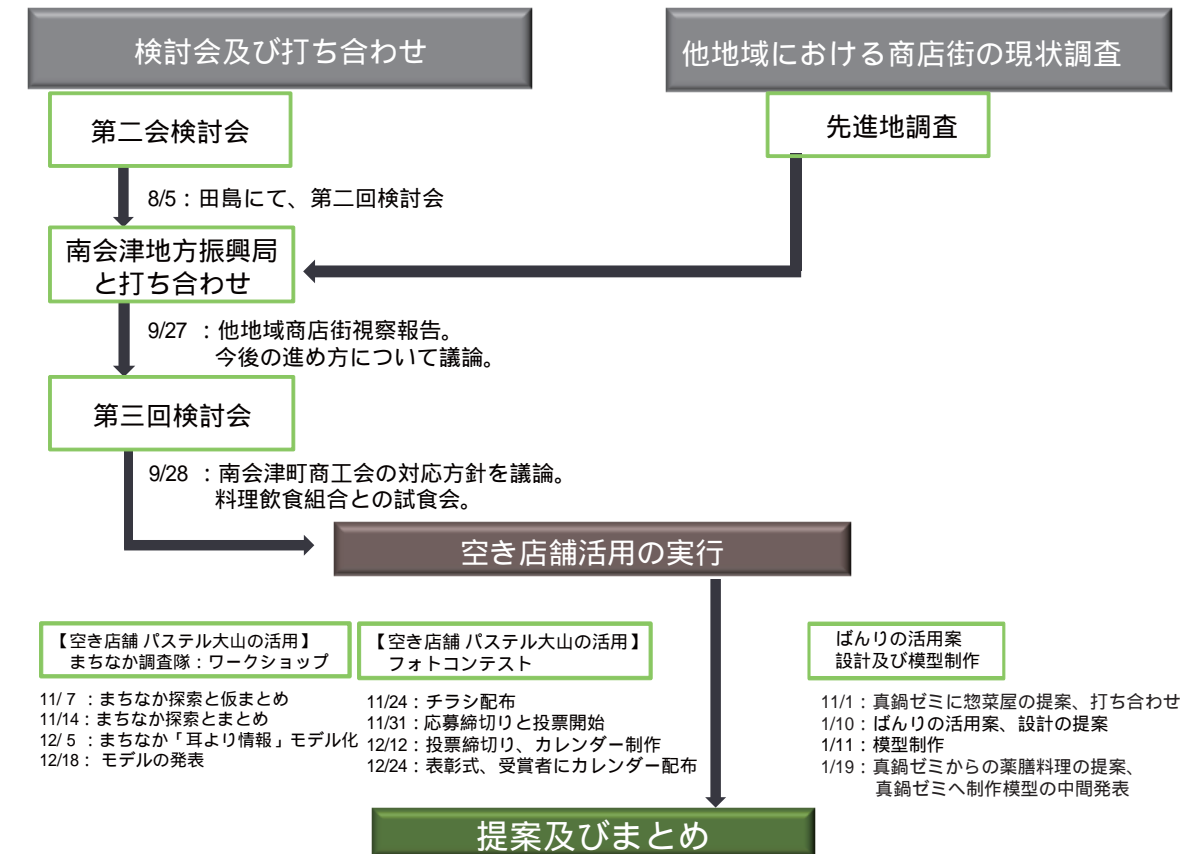 検討会及び打ち合わせ
他地域における商店街の現状調査
第二会検討会
先進地調査
8/5：田島にて、第二回検討会
南会津地方振興局
と打ち合わせ
9/27 ：他地域商店街視察報告。
今後の進め方について議論。
第三回検討会
9/28 ：南会津町商工会の対応方針を議論。
料理飲食組合との試食会。
空き店舗活用の実行
【空き店舗 パステル大山の活用】
まちなか調査隊：ワークショップ
11/ 7 ：まちなか探索と仮まとめ
11/14：まちなか探索とまとめ
12/ 5 ：まちなか「耳より情報」モデル化
12/18： モデルの発表
【空き店舗 パステル大山の活用】
フォトコンテスト
11/24：チラシ配布
11/31：応募締切りと投票開始
12/12：投票締切り、カレンダー制作
12/24：表彰式、受賞者にカレンダー配布
ばんりの活用案
設計及び模型制作
11/1：真鍋ゼミに惣菜屋の提案、打ち合わせ
1/10：ばんりの活用案、設計の提案
1/11：模型制作
1/19：真鍋ゼミからの薬膳料理の提案、
真鍋ゼミへ制作模型の中間発表
提案及びまとめ